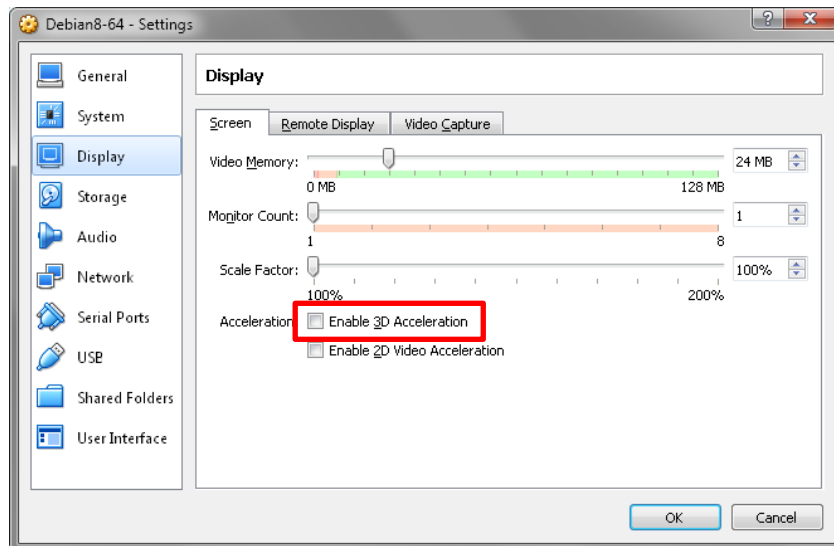 Debian8-64 - Settings
General
System
Display
Storage
Audio
Network
Serial Ports
USB
Shared Folders
User Interface
Display
Screen Remote Display Video Capture
Video Memory: 24 MB
0 MB 128 MB
Monitor Count: 1
1 8
Scale Factor: 100%
100% 200%
Acceleration Enable 3D Acceleration
Enable 2D Video Acceleration
OK Cancel